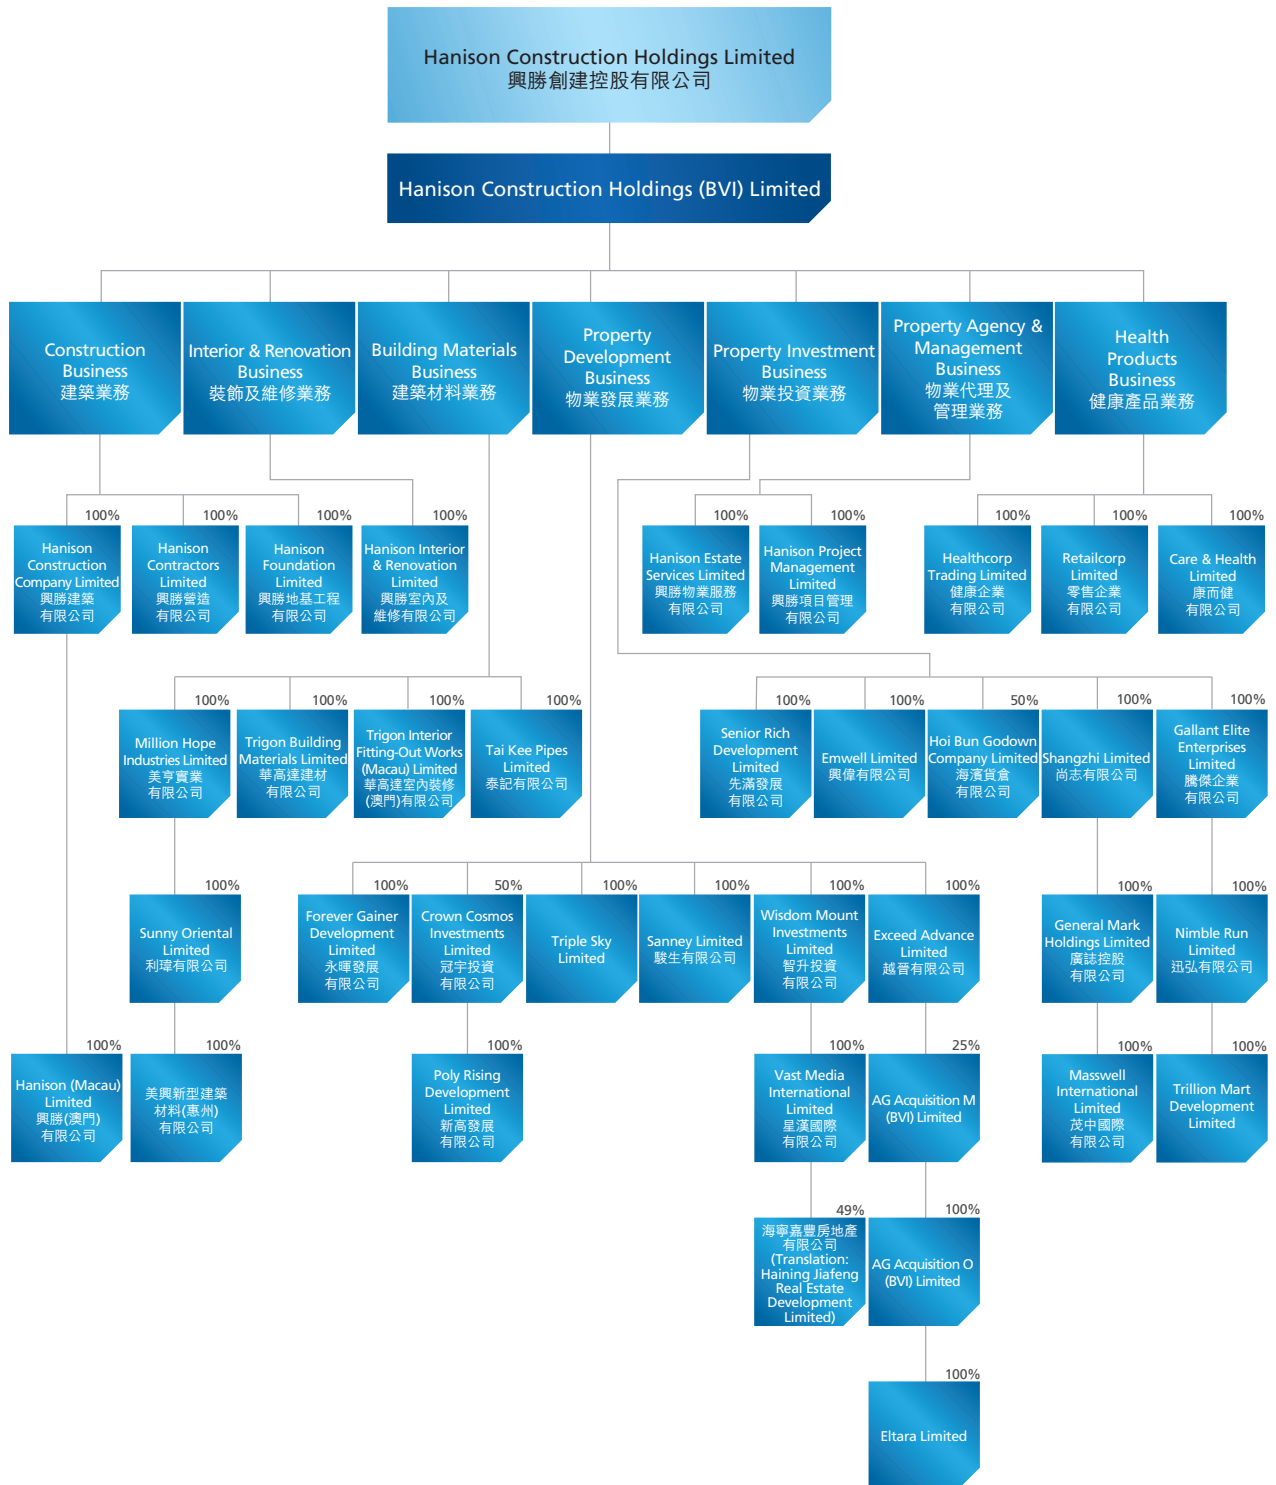 Hanison Construction Holdings Limited
興勝創建控股有限公司
Hanison Construction Holdings (BVI) Limited
Construction
Business
建築業務
Interior & Renovation
Business
裝飾及維修業務
Building Materials
Business
建築材料業務
Property
Development
Business
物業發展業務
Property Investment
Business
物業投資業務
Property Agency &
Management
Business
物業代理及
管理業務
Health
Products
Business
健康產品業務
100%
Hanison
Construction
Company Limited
興勝建築
有限公司
100%
Hanison
Contractors
Limited
興勝營造
有限公司
100%
Hanison
Foundation
Limited
興勝地基工程
有限公司
100%
Hanison Interior
& Renovation
Limited
興勝室內及
維修有限公司
100%
Hanison Estate
Services Limited
興勝物業服務
有限公司
100%
Hanison Project
Management
Limited
興勝項目管理
有限公司
100%
Healthcorp
Trading Limited
健康企業
有限公司
100%
Retailcorp
Limited
零售企業
有限公司
100%
Care & Health
Limited
康而健
有限公司
100%
Million Hope
Industries Limited
美亨實業
有限公司
100%
Trigon Building
Materials Limited
華高達建材
有限公司
100%
Trigon Interior
Fitting-Out Works
(Macau) Limited
華高達室內裝修
(澳門)有限公司
100%
Tai Kee Pipes
Limited
泰記有限公司
100%
Senior Rich
Development
Limited
先滿發展
有限公司
100%
Emwell Limited
興偉有限公司
50%
Hoi Bun Godown
Company Limited
海濱貨倉
有限公司
100%
Shangzhi Limited
尚志有限公司
100%
Gallant Elite
Enterprises
Limited
騰傑企業
有限公司
100%
Sunny Oriental
Limited
利瑋有限公司
100%
Forever Gainer
Development
Limited
永暉發展
有限公司
50%
Crown Cosmos
Investments
Limited
冠宇投資
有限公司
100%
Triple Sky
Limited
100%
Sanney Limited
駿生有限公司
100%
Wisdom Mount
Investments
Limited
智升投資
有限公司
100%
Exceed Advance
Limited
越晉有限公司
100%
General Mark
Holdings Limited
廣誌控股
有限公司
100%
Nimble Run
Limited
迅弘有限公司
100%
Hanison (Macau)
Limited
興勝(澳門)
有限公司
100%
美興新型建築
材料(惠州)
有限公司
100%
Poly Rising
Development
Limited
新高發展
有限公司
100%
Vast Media
International
Limited
星漢國際
有限公司
25%
AG Acquisition M
(BVI) Limited
100%
Masswell
International
Limited
茂中國際
有限公司
100%
Trillion Mart
Development
Limited
49%
海寧嘉豐房地產
有限公司
(Translation:
Haining Jiafeng
Real Estate
Development
Limited)
100%
AG Acquisition O
(BVI) Limited
100%
Eltara Limited